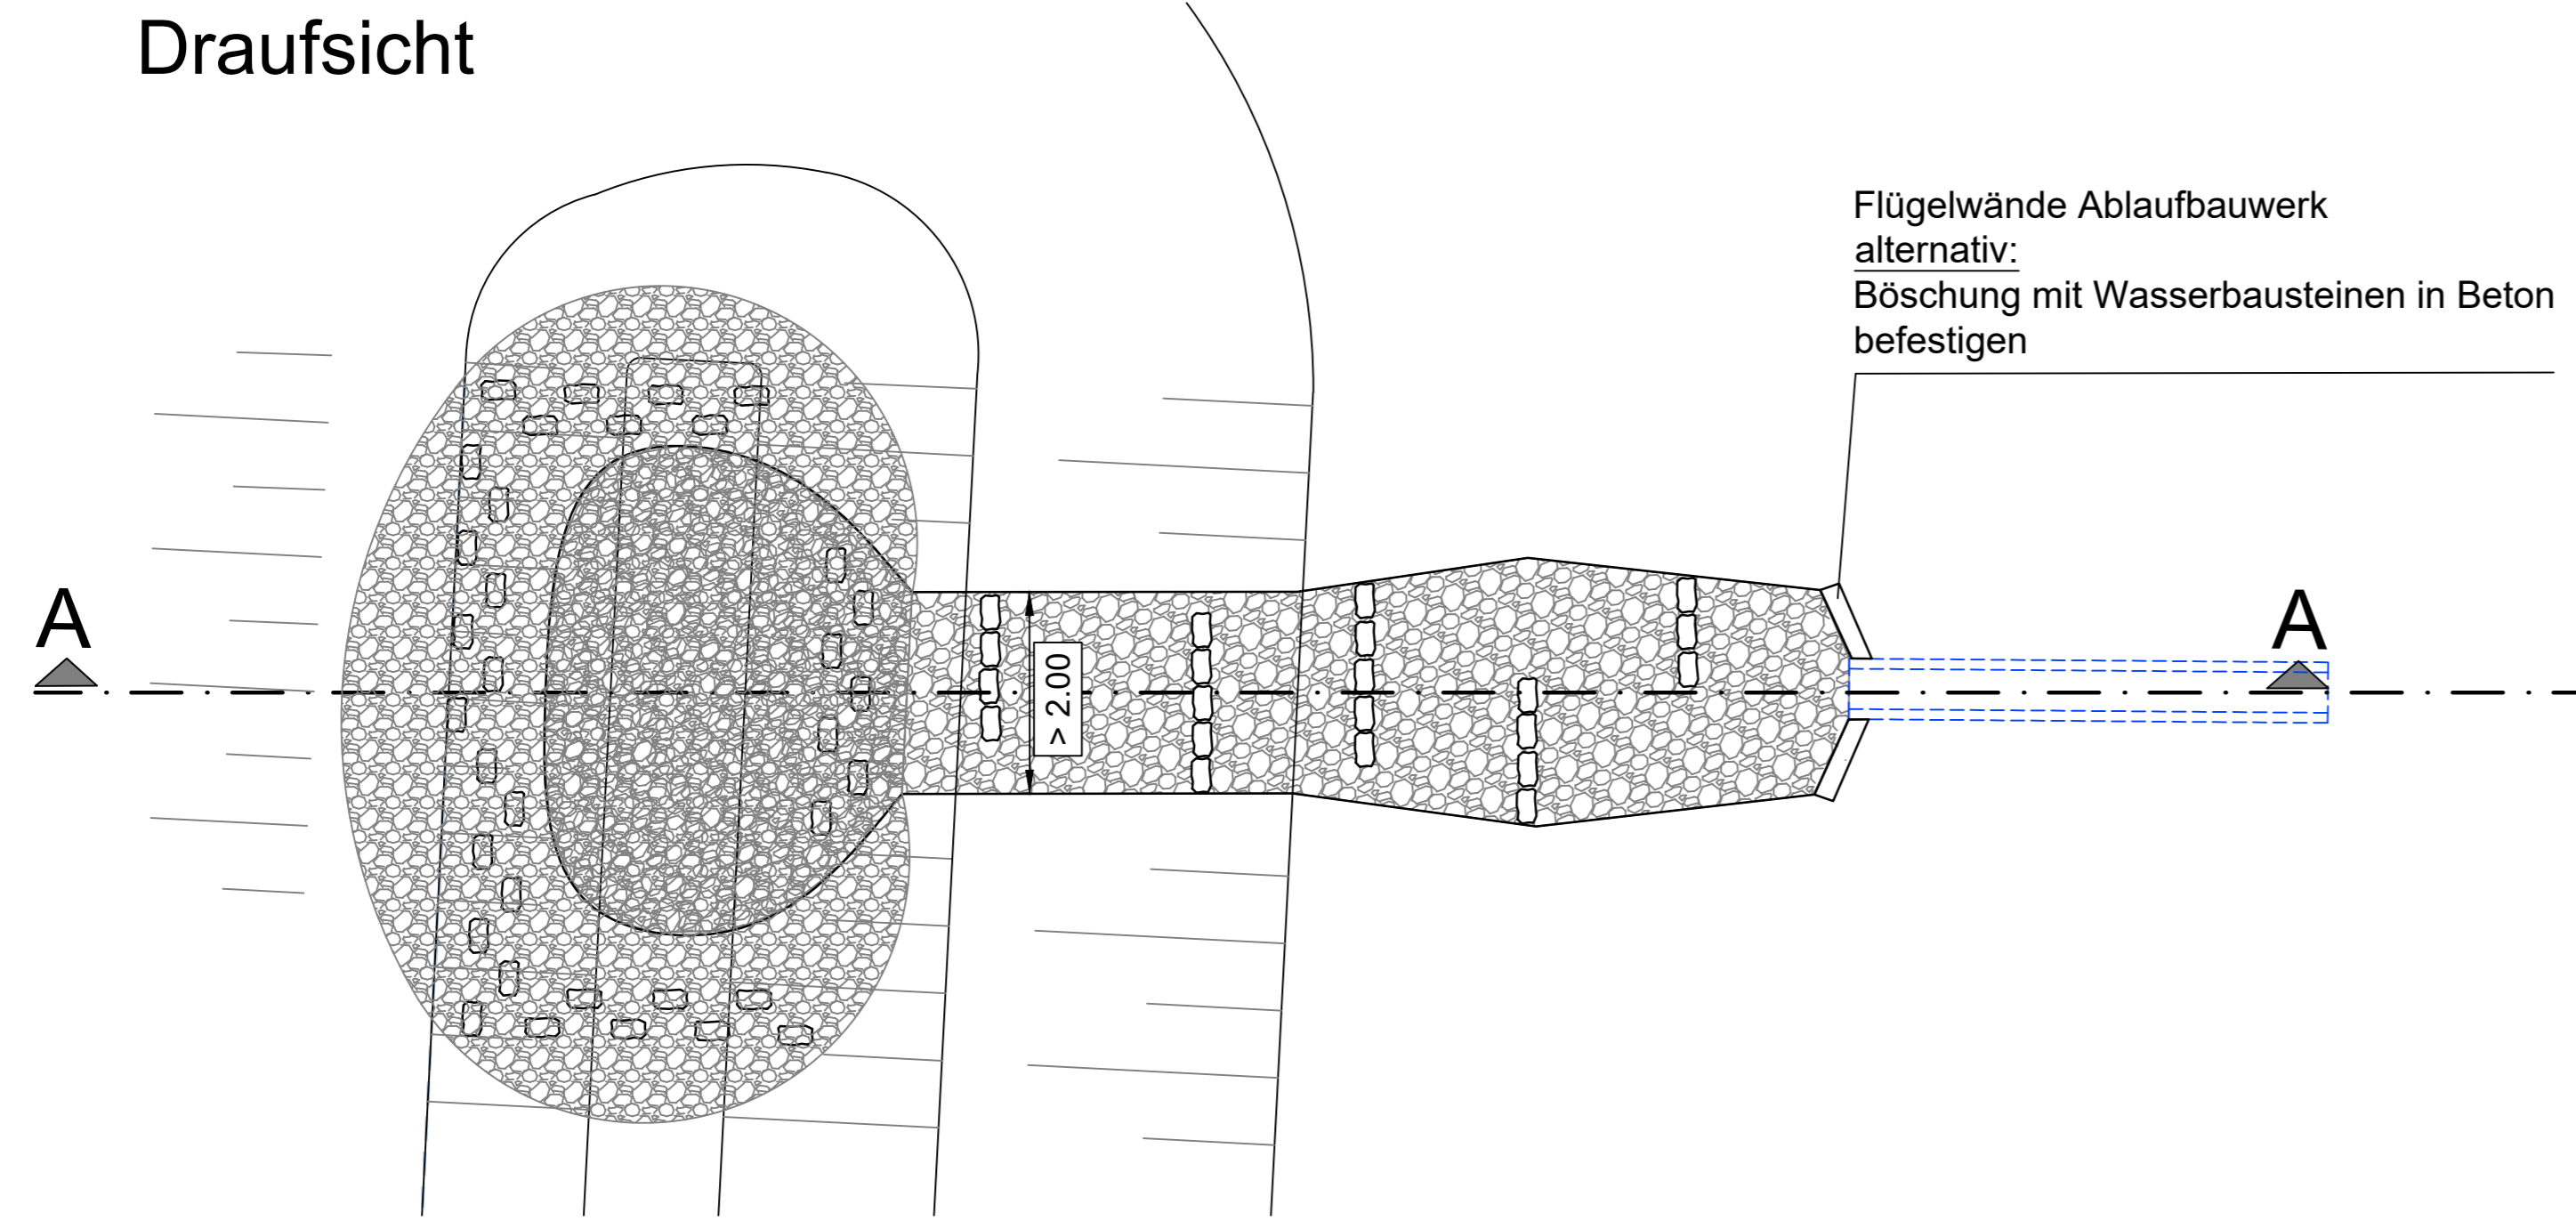 Draufsicht
Flügelwände Ablaufbauwerk
alternativ:
Böschung mit Wasserbausteinen in Beton
befestigen
A
A
> 2.00